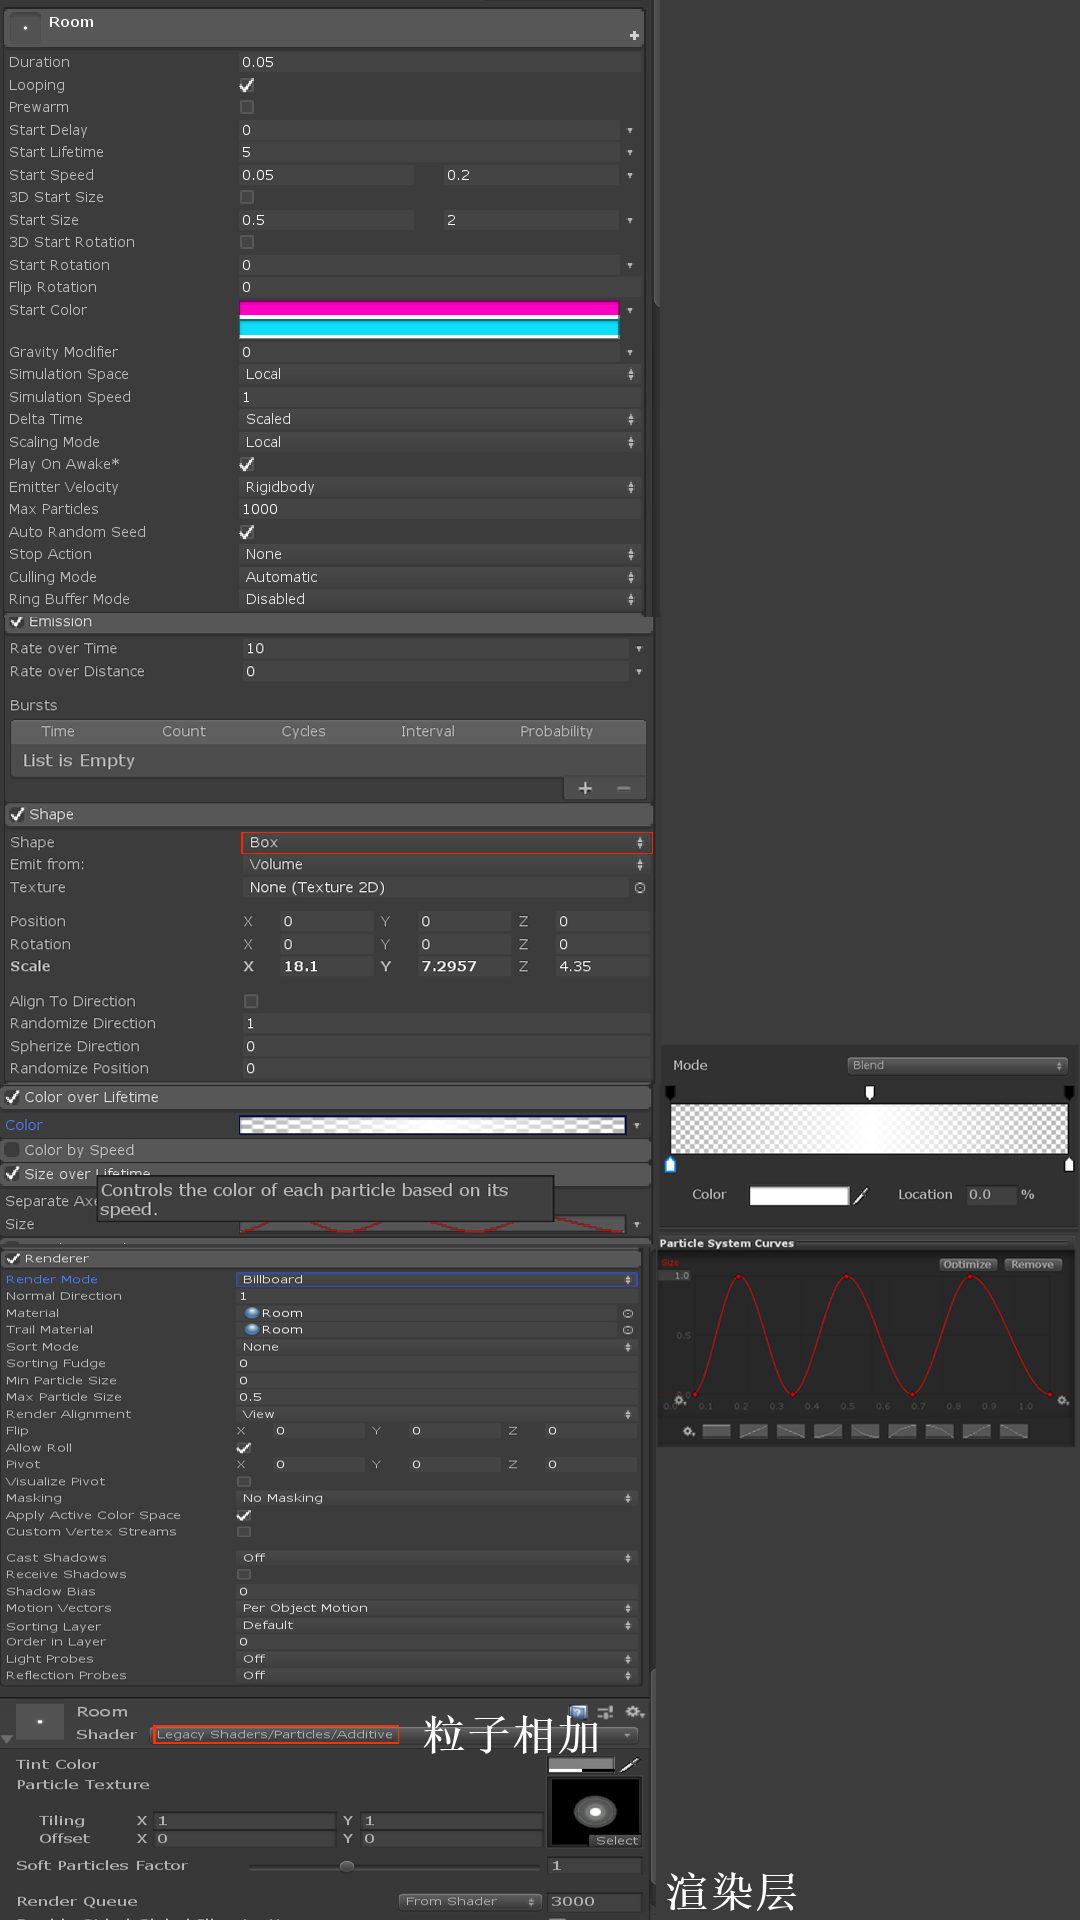 Room
Duration 0.05
Looping
Prewarm
Start Delay 0
Start Lifetime 5
Start Speed 0.05 0.2
3D Start Size
Start Size 0.5 2
3D Start Rotation
Start Rotation 0
Flip Rotation 0
Start Color
Gravity Modifier 0
Simulation Space Local
Simulation Speed 1
Delta Time Scaled
Scaling Mode Local
Play On Awake*
Emitter Velocity Rigidbody
Max Particles 1000
Auto Random Seed
Stop Action None
Culling Mode Automatic
Ring Buffer Mode Disabled
Emission
Rate over Time 10
Rate over Distance 0
Bursts
Time Count Cycles Interval Probability
List is Empty
Shape
Shape Box
Emit from: Volume
Texture None (Texture 2D)
Position X 0 Y 0 Z 0
Rotation X 0 Y 0 Z 0
Scale X 18.1 Y 7.2957 Z 4.35
Align To Direction
Randomize Direction 1
Spherize Direction 0
Randomize Position 0
Color over Lifetime
Color
Color by Speed
Size over Lifetime
Separate Axe
Controls the color of each particle based on its
speed.
Size
Mode Blend
Color Location 0.0 %
Renderer
Render Mode Billboard
Normal Direction 1
Material Room
Trail Material Room
Sort Mode None
Sorting Fudge 0
Min Particle Size 0
Max Particle Size 0.5
Render Alignment View
Flip X 0 Y 0 Z 0
Allow Roll
Pivot X 0 Y 0 Z 0
Visualize Pivot
Masking No Masking
Apply Active Color Space
Custom Vertex Streams
Cast Shadows Off
Receive Shadows
Shadow Bias 0
Motion Vectors Per Object Motion
Sorting Layer Default
Order in Layer 0
Light Probes Off
Reflection Probes Off
Particle System Curves
Size Optimize Remove
1.0
0.5
0.0
0.0 0.1 0.2 0.3 0.4 0.5 0.6 0.7 0.8 0.9 1.0
Room
Shader Legacy Shaders/Particles/Additive 粒子相加
Tint Color
Particle Texture
Tiling X 1 Y 1
Offset X 0 Y 0
Select
Soft Particles Factor 1
Render Queue From Shader 3000 渲染层